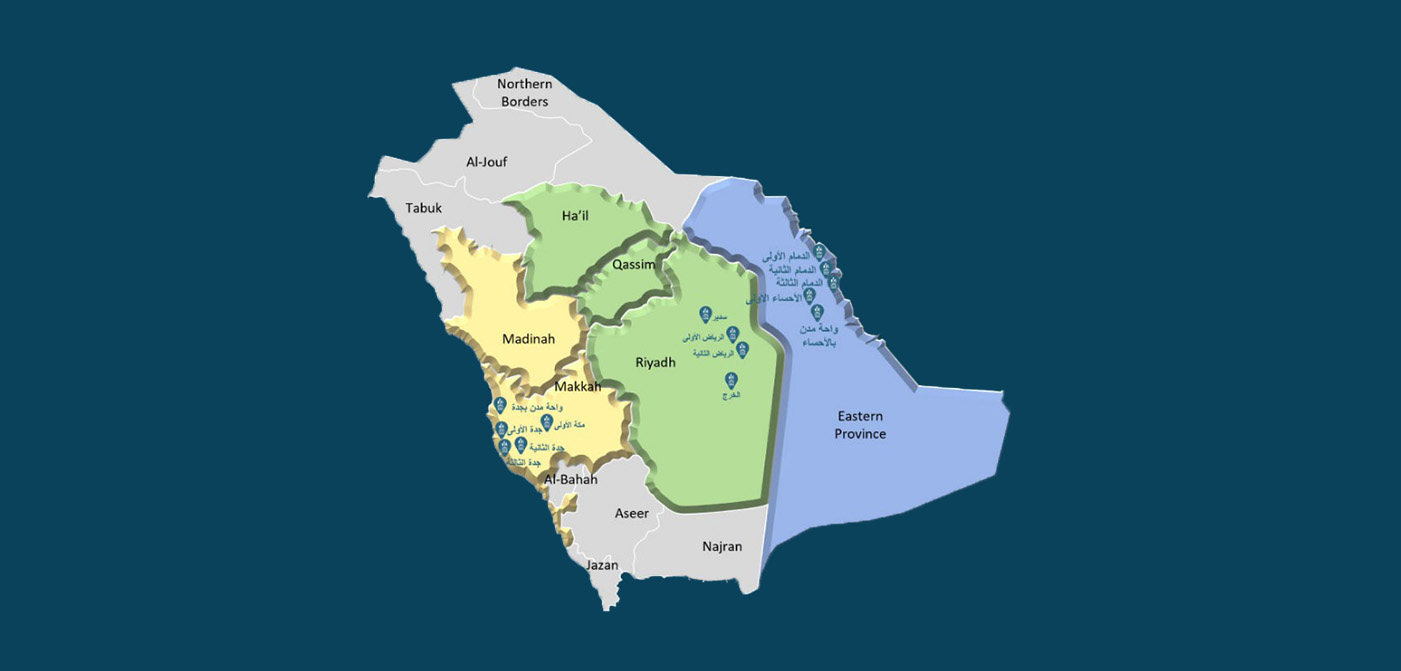 Northern
Borders
Al-Jouf
Tabuk
Ha'il
Qassim
الدمام الأولى
الدمام الثانية
الدمام الثالثة
الأحساء الأولى
واحة مدن
بالأحساء
سدير
الرياض الأولى
الرياض الثانية
الخرج
Madinah
Riyadh
Makkah
واحة مدن بجدة
مكة الأولى
جدة الأولى
جدة الثانية
جدة الثالثة
Eastern
Province
Al-Bahah
Aseer
Najran
Jazan